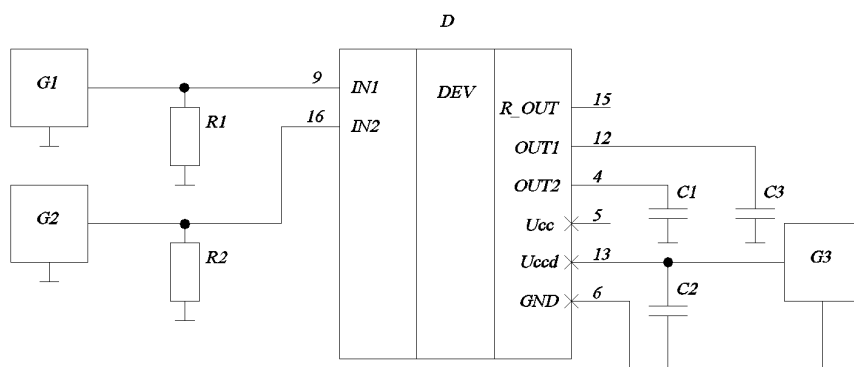 D
G1
9
IN1
DEV
R_OUT
15
R1
16
IN2
OUT1
12
OUT2
4
C1
C3
G2
Ucc
5
R2
Uccd
13
G3
GND
6
C2